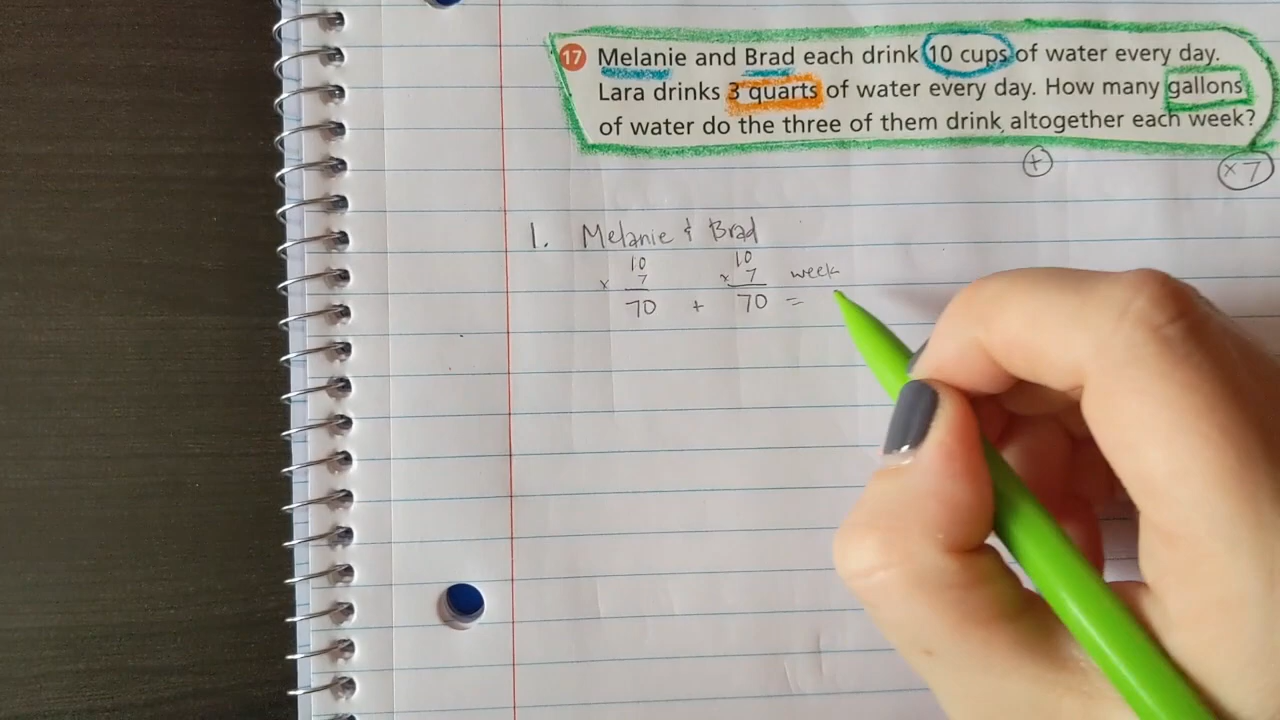 17 Melanie and Brad each drink 10 cups of water every day.
Lara drinks 3 quarts of water every day. How many gallons
of water do the three of them drink altogether each week?
+ × 7
1. Melanie & Brad
10 10
× 7 × 7 week
70 + 70 =